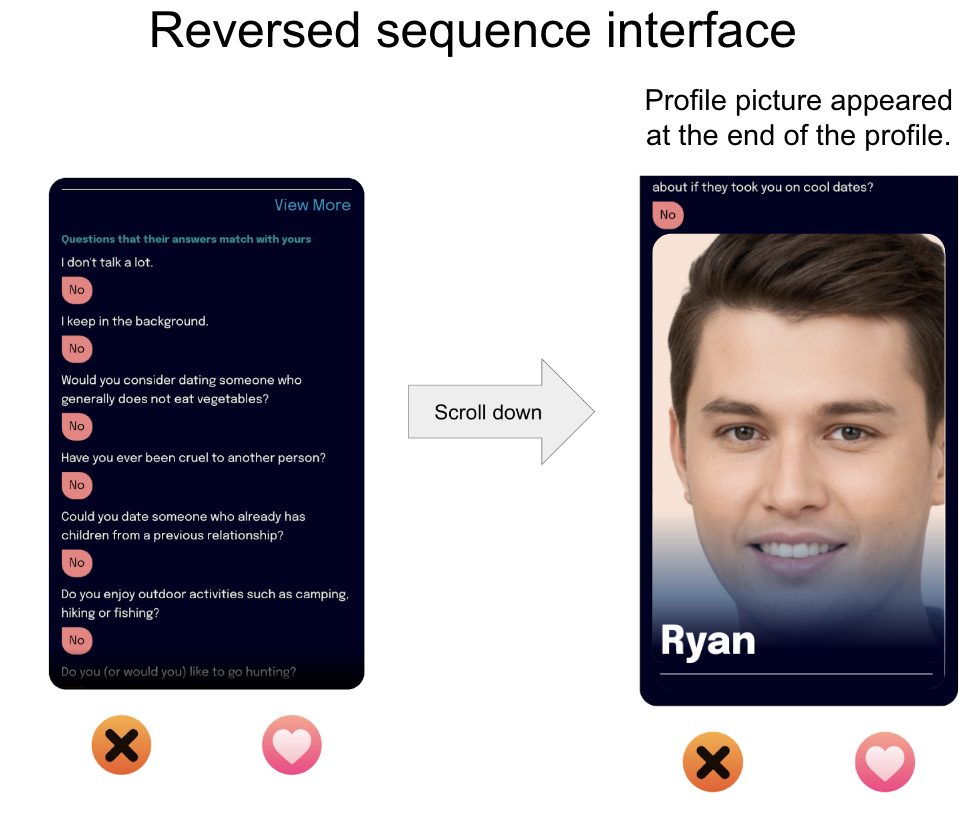 Reversed sequence interface
Profile picture appeared
at the end of the profile.
View More
Questions that their answers match with yours
I don't talk a lot.
No
I keep in the background.
No
Would you consider dating someone who
generally does not eat vegetables?
No
Have you ever been cruel to another person?
No
Could you date someone who already has
children from a previous relationship?
No
Do you enjoy outdoor activities such as camping,
hiking or fishing?
No
Do you (or would you) like to go hunting?
Scroll down
about if they took you on cool dates?
No
Ryan